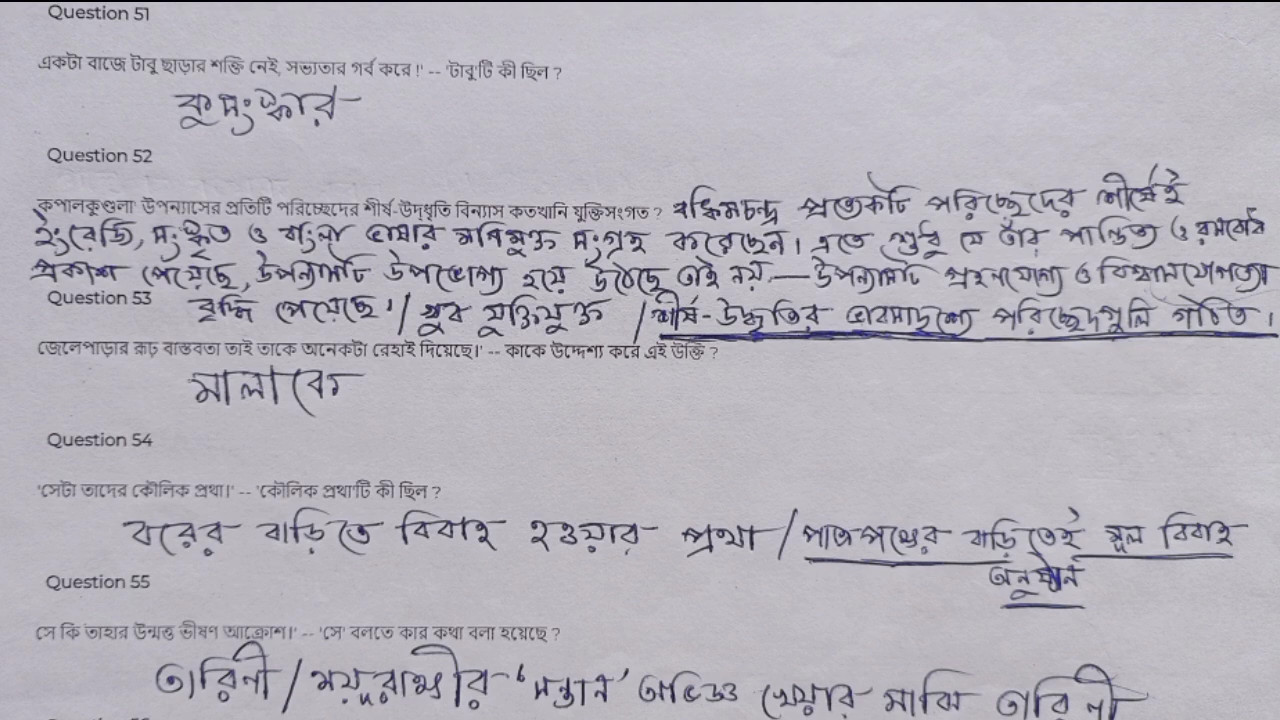 Question 51
একটা বাজে টাবু ছাড়ার শক্তি নেই, সভ্যতার গর্ব করে !' -- 'টাবু'টি কী ছিল ?
কুসংস্কার
Question 52
কপালকুণ্ডলা' উপন্যাসের প্রতিটি পরিচ্ছেদের শীর্ষ-উদ্ধৃতি বিন্যাস কতখানি যুক্তিসংগত ? বঙ্কিমচন্দ্র প্রত্যেকটি পরিচ্ছেদের শীর্ষেই
ইংরেজি, সংস্কৃত ও বাংলা ভাষার মণিমুক্ত সংগ্রহ করেছেন। এতে শুধু যে তাঁর পান্ডিত্য ও রসবোধ
প্রকাশ পেয়েছে, উপন্যাসটি উপভোগ্য হয়ে উঠেছে তাই নয় — উপন্যাসটি গ্রহণযোগ্য ও বিশ্বাসযোগ্যতা
Question 53 বৃদ্ধি পেয়েছে। / খুব যুক্তিযুক্ত / শীর্ষ-উদ্ধৃতির ভাবসাদৃশ্যে পরিচ্ছেদগুলি গঠিত।
জেলেপাড়ার রূঢ় বাস্তবতা তাই তাকে অনেকটা রেহাই দিয়েছে।' -- কাকে উদ্দেশ্য করে এই উক্তি ?
মালাকে
Question 54
'সেটা তাদের কৌলিক প্রথা।' -- 'কৌলিক প্রথা'টি কী ছিল ?
বরের বাড়িতে বিবাহ হওয়ার প্রথা / পাত্রপক্ষের বাড়িতেই মূল বিবাহ
অনুষ্ঠান
Question 55
সে কি তাহার উন্মত্ত ভীষণ আক্রোশ।' -- 'সে' বলতে কার কথা বলা হয়েছে ?
তারিনী / ময়ূরাক্ষীর 'সন্তান' অভিজ্ঞ খেয়ার মাঝি তারিনী